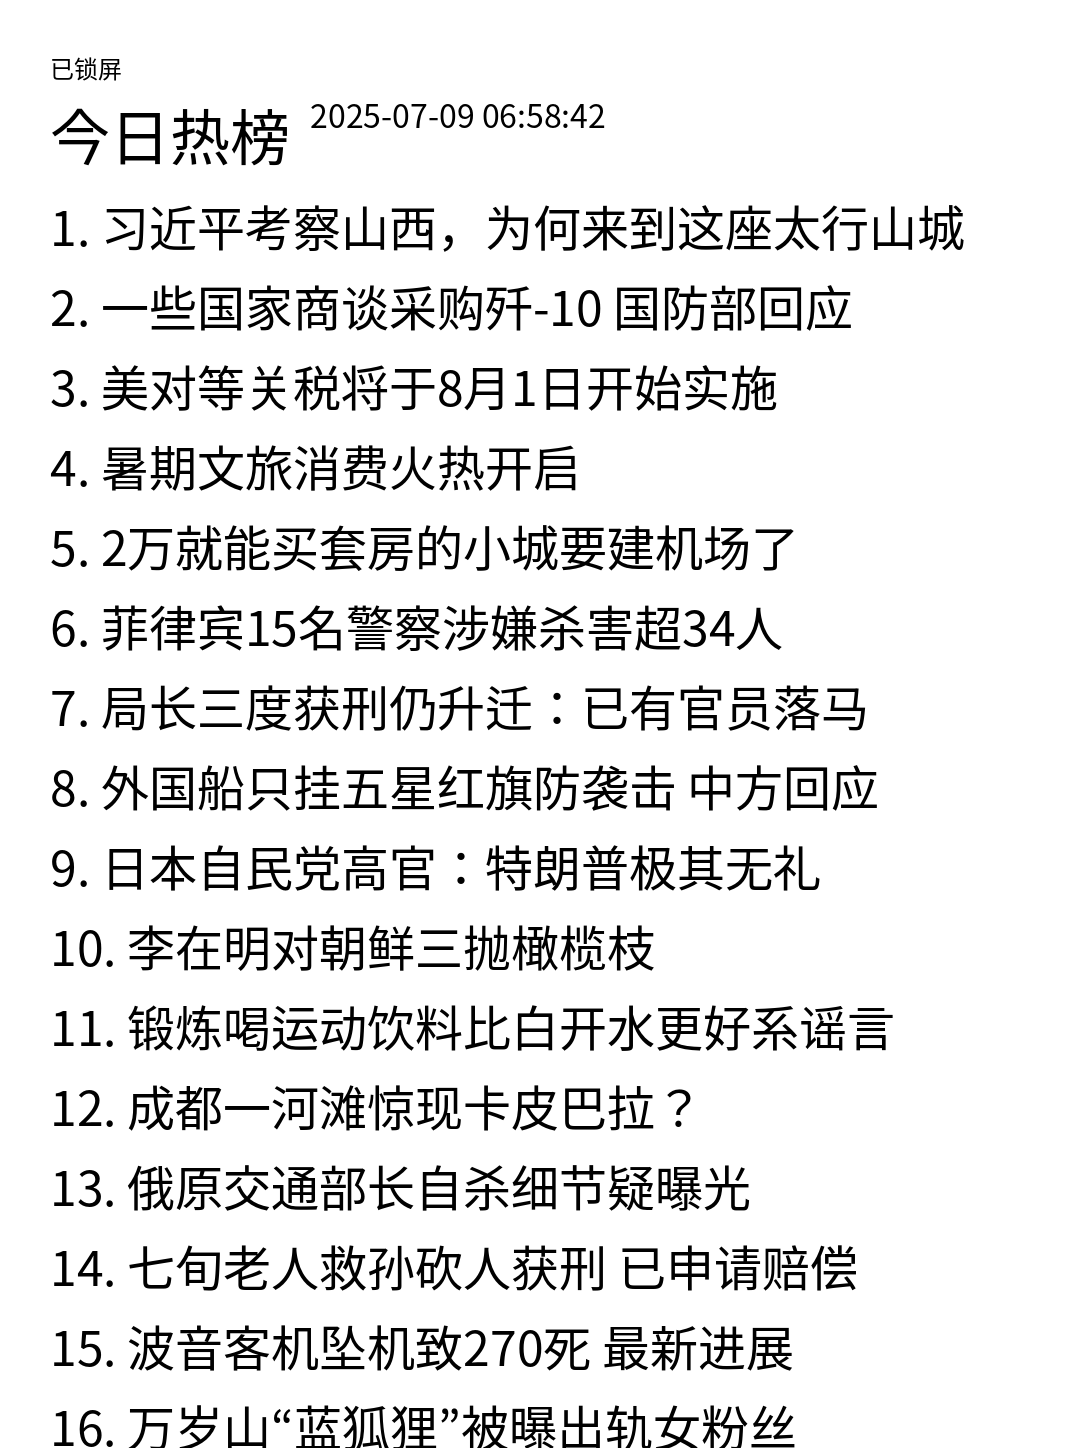 已锁屏
今日热榜 2025-07-09 06:58:42
1. 习近平考察山西，为何来到这座太行山城
2. 一些国家商谈采购歼-10 国防部回应
3. 美对等关税将于8月1日开始实施
4. 暑期文旅消费火热开启
5. 2万就能买套房的小城要建机场了
6. 菲律宾15名警察涉嫌杀害超34人
7. 局长三度获刑仍升迁：已有官员落马
8. 外国船只挂五星红旗防袭击 中方回应
9. 日本自民党高官：特朗普极其无礼
10. 李在明对朝鲜三抛橄榄枝
11. 锻炼喝运动饮料比白开水更好系谣言
12. 成都一河滩惊现卡皮巴拉？
13. 俄原交通部长自杀细节疑曝光
14. 七旬老人救孙砍人获刑 已申请赔偿
15. 波音客机坠机致270死 最新进展
16. 万岁山“蓝狐狸”被曝出轨女粉丝